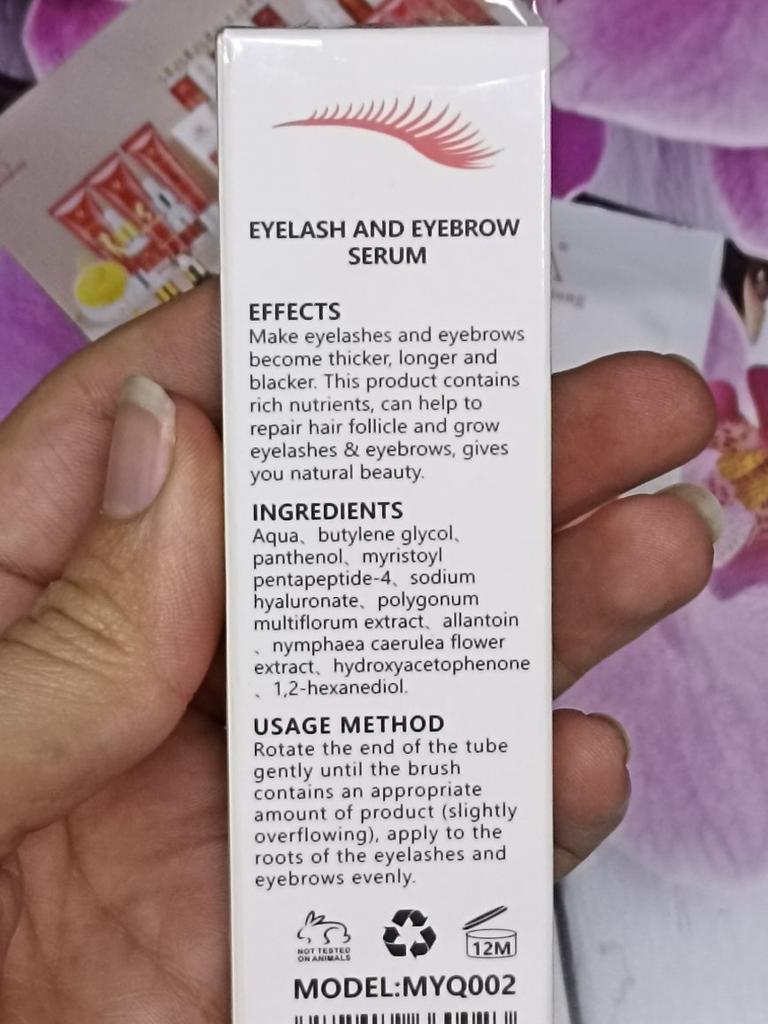 EYELASH AND EYEBROW
SERUM
EFFECTS
Make eyelashes and eyebrows
become thicker, longer and
blacker. This product contains
rich nutrients, can help to
repair hair follicle and grow
eyelashes & eyebrows, gives
you natural beauty.
INGREDIENTS
Aqua、butylene glycol、
panthenol、myristoyl
pentapeptide-4、sodium
hyaluronate、polygonum
multiflorum extract、allantoin
、nymphaea caerulea flower
extract、hydroxyacetophenone
、1,2-hexanediol.
USAGE METHOD
Rotate the end of the tube
gently until the brush
contains an appropriate
amount of product (slightly
overflowing), apply to the
roots of the eyelashes and
eyebrows evenly.
NOT TESTED
ON ANIMALS
12M
MODEL:MYQ002